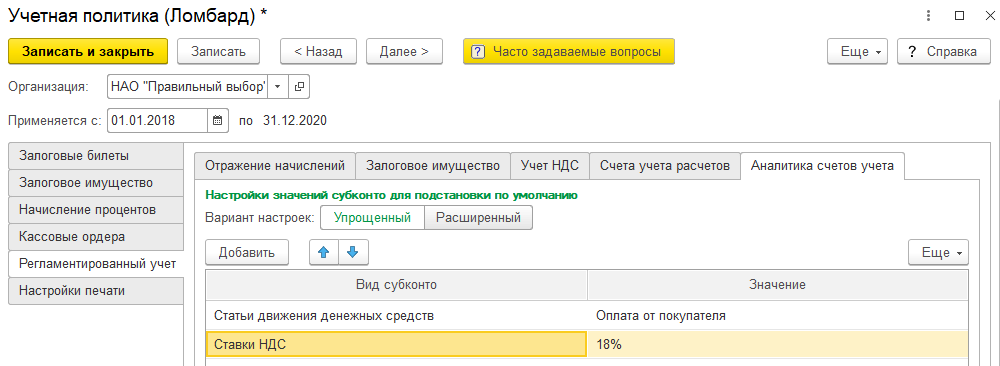 Учетная политика (Ломбард) *
Записать и закрыть Записать < Назад Далее > ? Часто задаваемые вопросы Еще ? Справка
Организация: НАО "Правильный выбор"
Применяется с: 01.01.2018 по 31.12.2020
Залоговые билеты
Залоговое имущество
Начисление процентов
Кассовые ордера
Регламентированный учет
Настройки печати
Отражение начислений Залоговое имущество Учет НДС Счета учета расчетов Аналитика счетов учета
Настройки значений субконто для подстановки по умолчанию
Вариант настроек: Упрощенный Расширенный
Добавить Еще
Вид субконто Значение
Статьи движения денежных средств Оплата от покупателя
Ставки НДС 18%